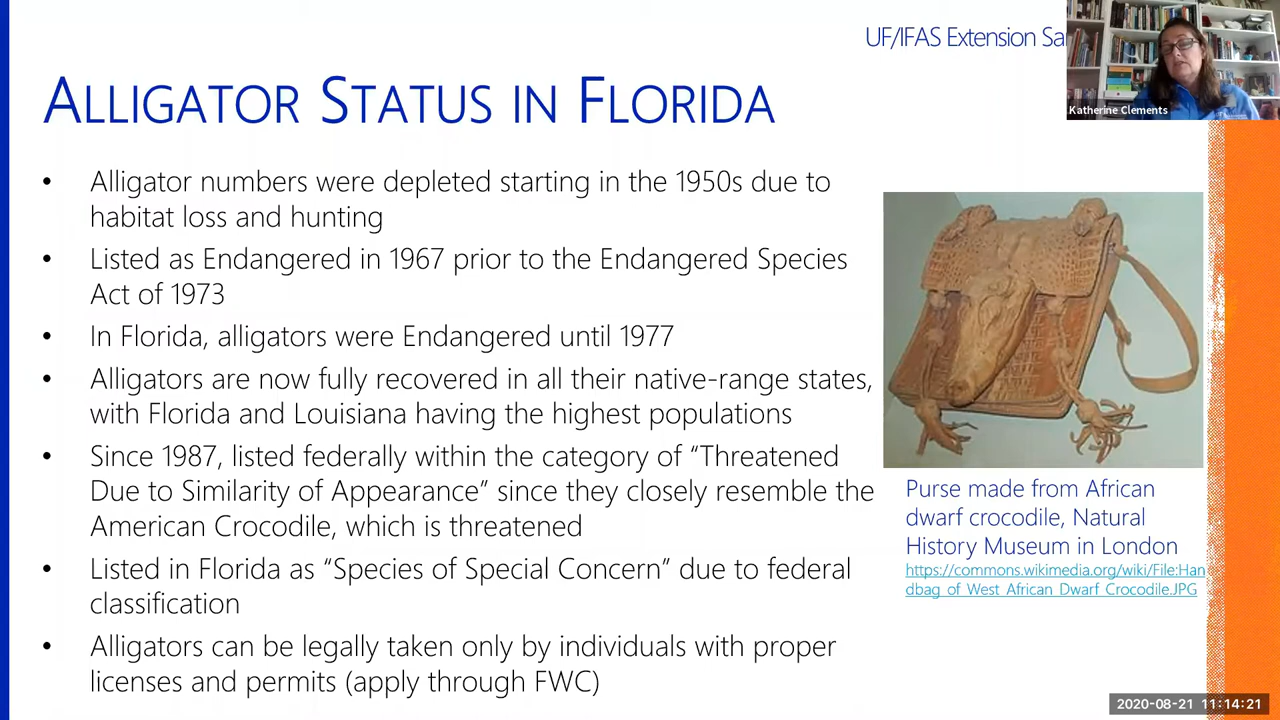 UF/IFAS Extension Sa
Katherine Clements
ALLIGATOR STATUS IN FLORIDA
• Alligator numbers were depleted starting in the 1950s due to
habitat loss and hunting
• Listed as Endangered in 1967 prior to the Endangered Species
Act of 1973
• In Florida, alligators were Endangered until 1977
• Alligators are now fully recovered in all their native-range states,
with Florida and Louisiana having the highest populations
• Since 1987, listed federally within the category of “Threatened
Due to Similarity of Appearance” since they closely resemble the
American Crocodile, which is threatened
• Listed in Florida as “Species of Special Concern” due to federal
classification
• Alligators can be legally taken only by individuals with proper
licenses and permits (apply through FWC)
Purse made from African
dwarf crocodile, Natural
History Museum in London
https://commons.wikimedia.org/wiki/File:Han
dbag_of_West_African_Dwarf_Crocodile.JPG
2020-08-21 11:14:21